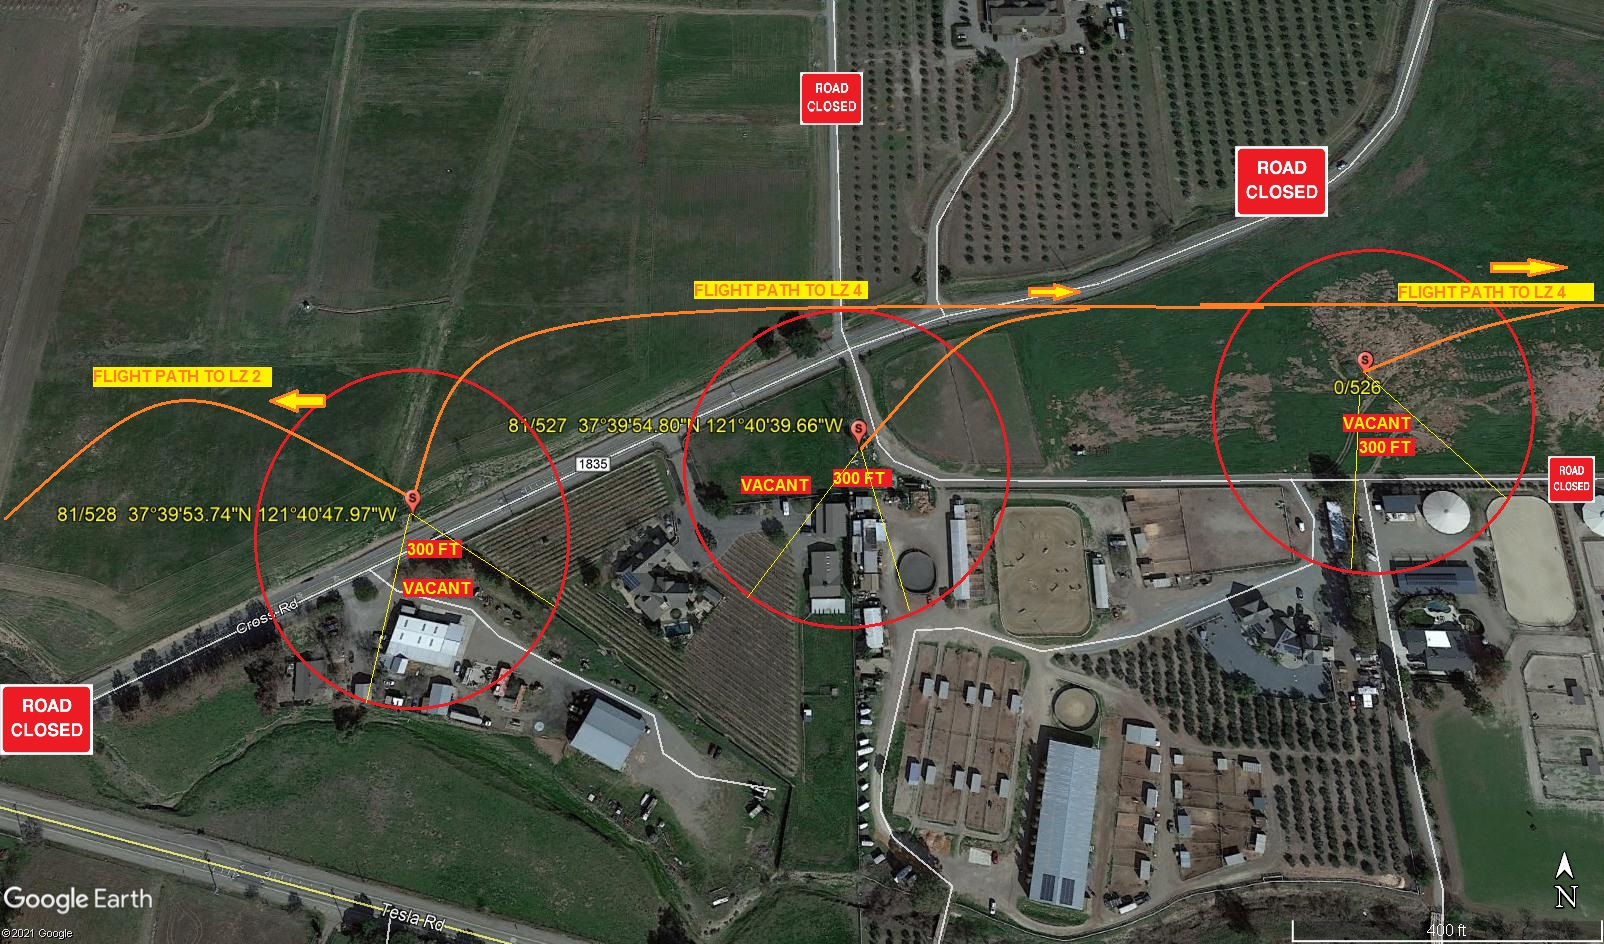 ROAD
CLOSED
ROAD
CLOSED
FLIGHT PATH TO LZ 4
FLIGHT PATH TO LZ 4
FLIGHT PATH TO LZ 2
S
0/526
S
81/527 37°39'54.80"N 121°40'39.66"W
VACANT
300 FT
1835
VACANT
300 FT
ROAD
CLOSED
S
81/528 37°39'53.74"N 121°40'47.97"W
300 FT
VACANT
Cross Rd
ROAD
CLOSED
Google Earth
Tesla Rd
N
©2021 Google
400 ft